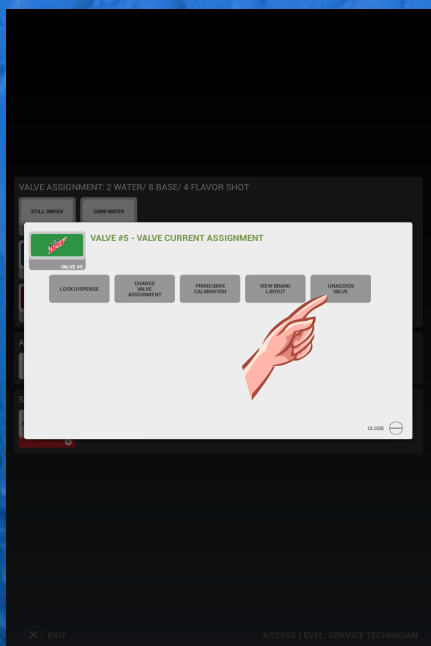 VALVE ASSIGNMENT: 2 WATER/ 8 BASE/ 4 FLAVOR SHOT
STILL WATER
CARB WATER
VALVE #5 - VALVE CURRENT ASSIGNMENT
VALVE #5
LOCK DISPENSE
CHANGE
VALVE
ASSIGNMENT
PRIME/BRIX
CALIBRATION
VIEW BRAND
LAYOUT
UNASSIGN
VALVE
A
S
CLOSE
EXIT
ACCESS LEVEL: SERVICE TECHNICIAN